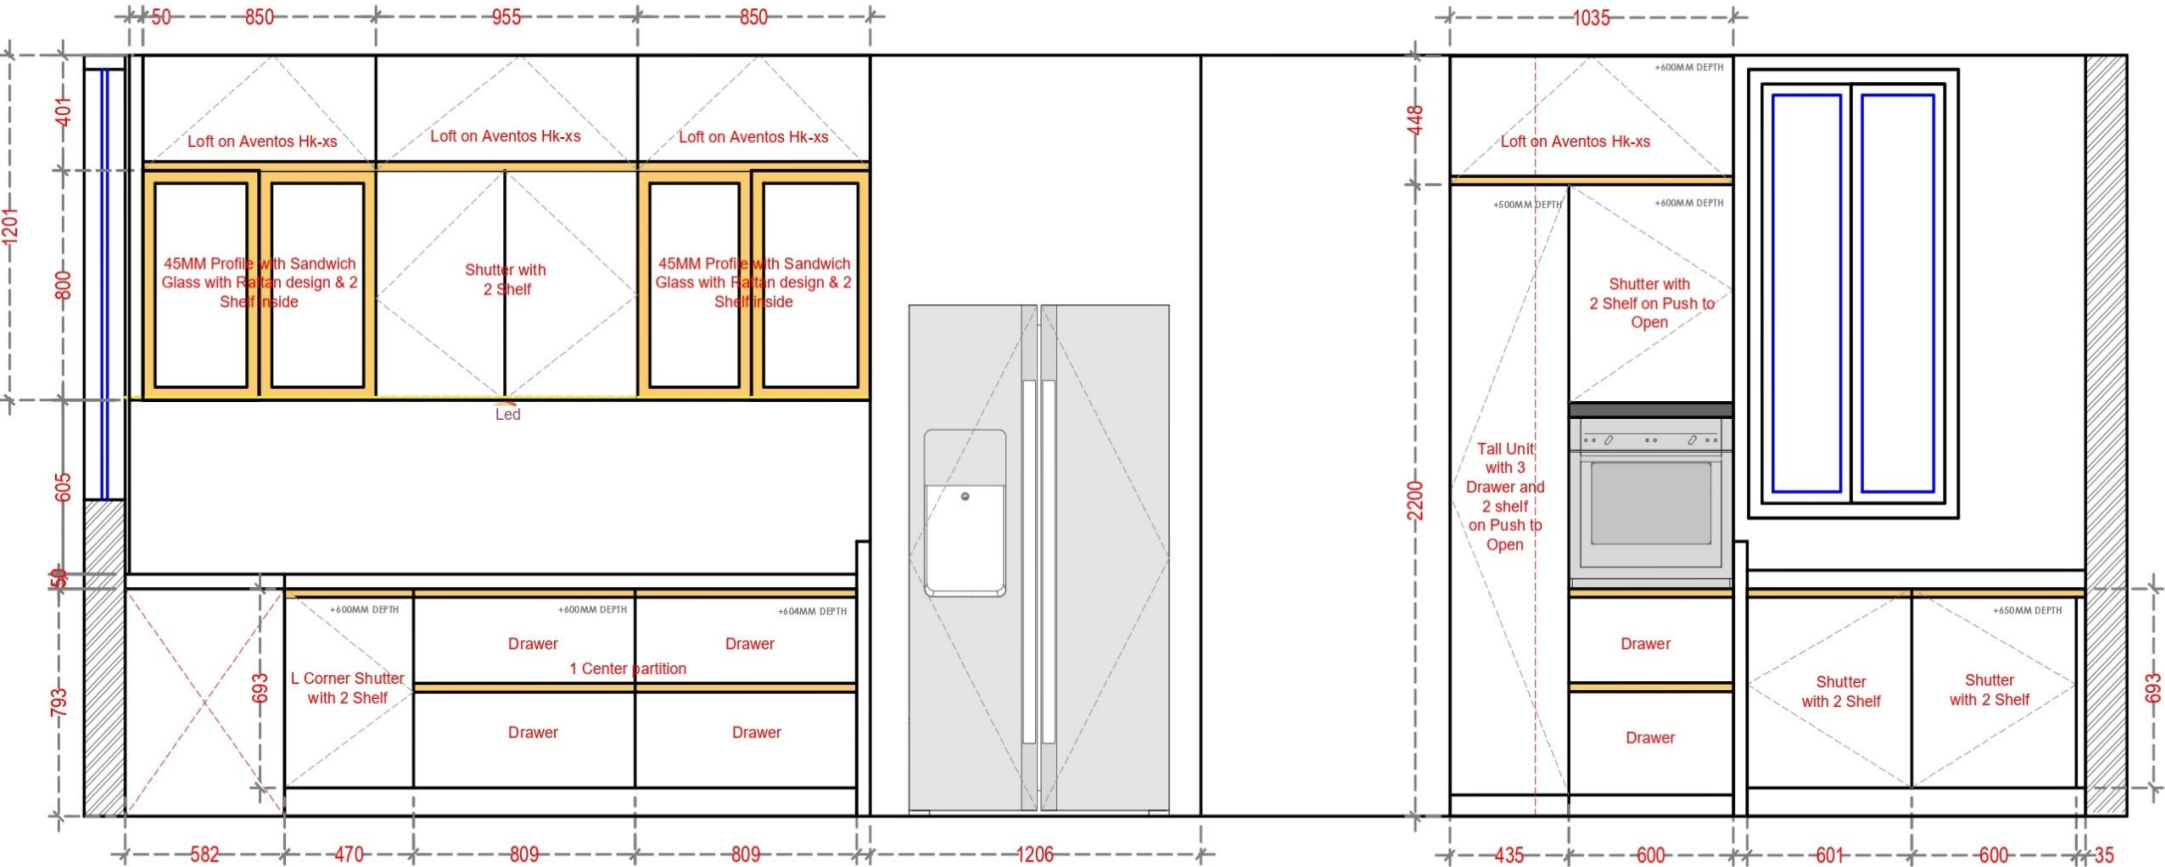 50
850
955
850
1035
401
800
1201
605
50
793
693
Loft on Aventos Hk-xs
Loft on Aventos Hk-xs
Loft on Aventos Hk-xs
45MM Profile with Sandwich
Glass with Rattan design & 2
Shelf inside
Shutter with
2 Shelf
45MM Profile with Sandwich
Glass with Rattan design & 2
Shelf inside
Led
+600MM DEPTH
+600MM DEPTH
+604MM DEPTH
L Corner Shutter
with 2 Shelf
Drawer
Drawer
1 Center partition
Drawer
Drawer
582
470
809
809
1206
448
2200
+600MM DEPTH
Loft on Aventos Hk-xs
+500MM DEPTH
+600MM DEPTH
Shutter with
2 Shelf on Push to
Open
Tall Unit
with 3
Drawer and
2 shelf
on Push to
Open
Drawer
Drawer
+650MM DEPTH
Shutter
with 2 Shelf
Shutter
with 2 Shelf
693
435
600
601
600
35